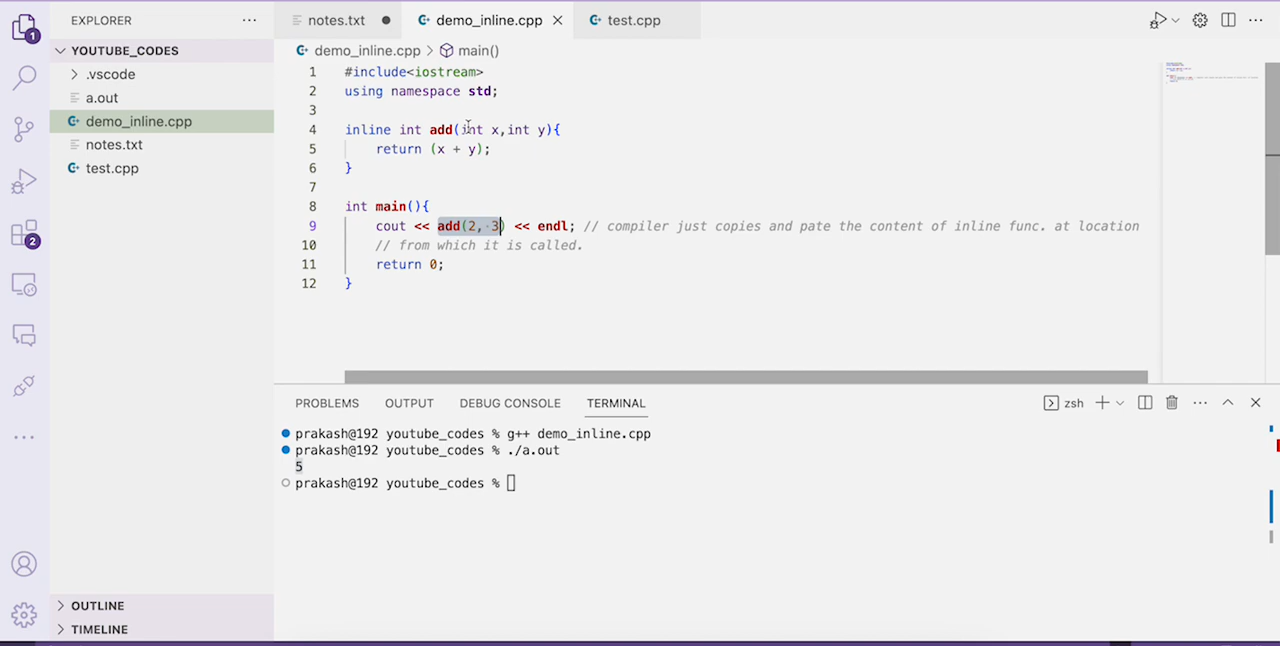 EXPLORER
YOUTUBE_CODES
.vscode
a.out
demo_inline.cpp
notes.txt
test.cpp
OUTLINE
TIMELINE
1
2
notes.txt demo_inline.cpp test.cpp
demo_inline.cpp > main()
1 #include<iostream>
2 using namespace std;
3
4 inline int add(int x,int y){
5 return (x + y);
6 }
7
8 int main(){
9 cout << add(2, 3) << endl; // compiler just copies and pate the content of inline func. at location
10 // from which it is called.
11 return 0;
12 }
PROBLEMS OUTPUT DEBUG CONSOLE TERMINAL zsh
prakash@192 youtube_codes % g++ demo_inline.cpp
prakash@192 youtube_codes % ./a.out
5
prakash@192 youtube_codes %